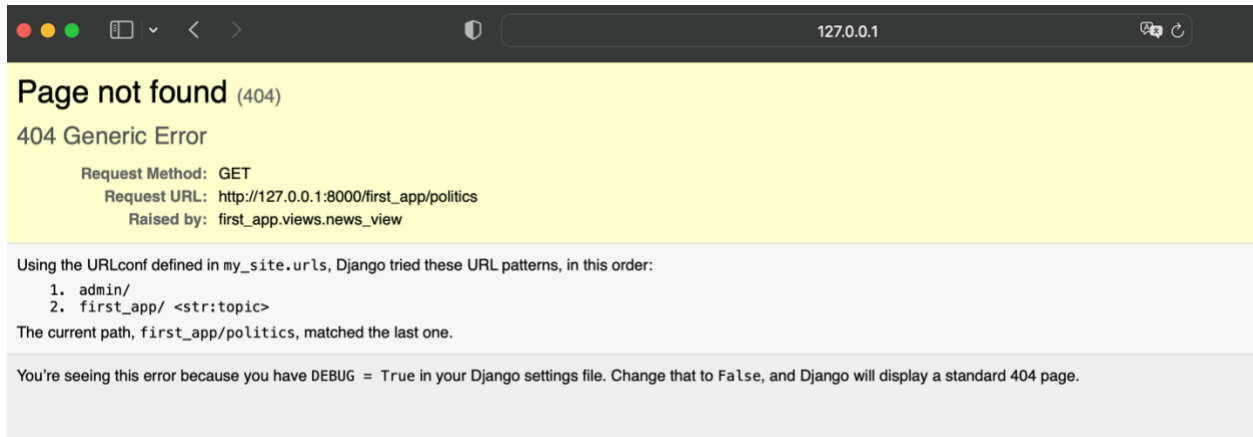 127.0.0.1
Page not found (404)
404 Generic Error
Request Method: GET
Request URL: http://127.0.0.1:8000/first_app/politics
Raised by: first_app.views.news_view
Using the URLconf defined in my_site.urls, Django tried these URL patterns, in this order:
1. admin/
2. first_app/ <str:topic>
The current path, first_app/politics, matched the last one.
You’re seeing this error because you have DEBUG = True in your Django settings file. Change that to False, and Django will display a standard 404 page.